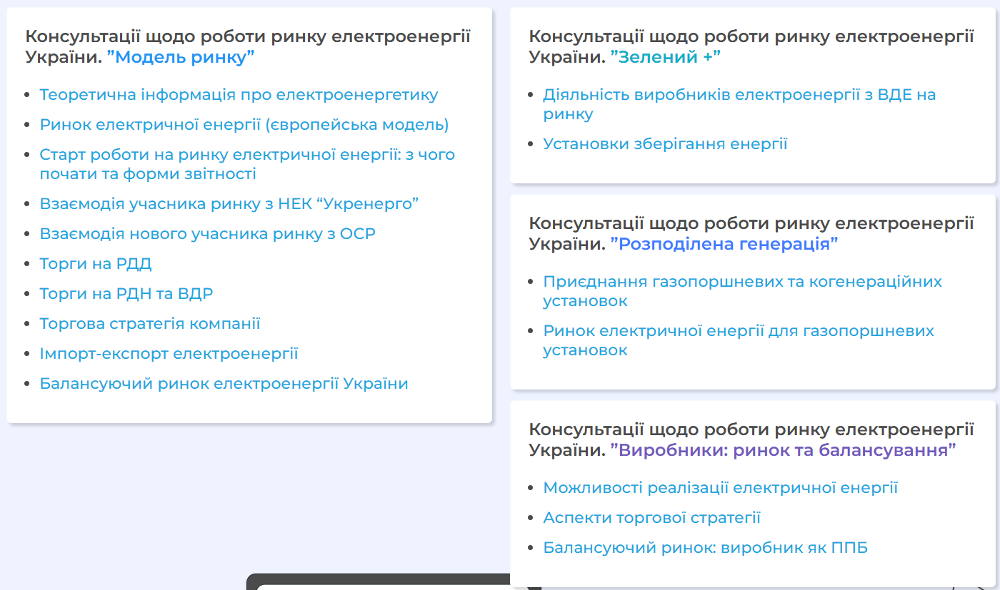 Консультації щодо роботи ринку електроенергії
України. ”Модель ринку”
Теоретична інформація про електроенергетику
Ринок електричної енергії (європейська модель)
Старт роботи на ринку електричної енергії: з чого
почати та форми звітності
Взаємодія учасника ринку з НЕК “Укренерго”
Взаємодія нового учасника ринку з ОСР
Торги на РДД
Торги на РДН та ВДР
Торгова стратегія компанії
Імпорт-експорт електроенергії
Балансуючий ринок електроенергії України
Консультації щодо роботи ринку електроенергії
України. ”Зелений +”
Діяльність виробників електроенергії з ВДЕ на
ринку
Установки зберігання енергії
Консультації щодо роботи ринку електроенергії
України. ”Розподілена генерація”
Приєднання газопоршневих та когенераційних
установок
Ринок електричної енергії для газопоршневих
установок
Консультації щодо роботи ринку електроенергії
України. ”Виробники: ринок та балансування”
Можливості реалізації електричної енергії
Аспекти торгової стратегії
Балансуючий ринок: виробник як ППБ